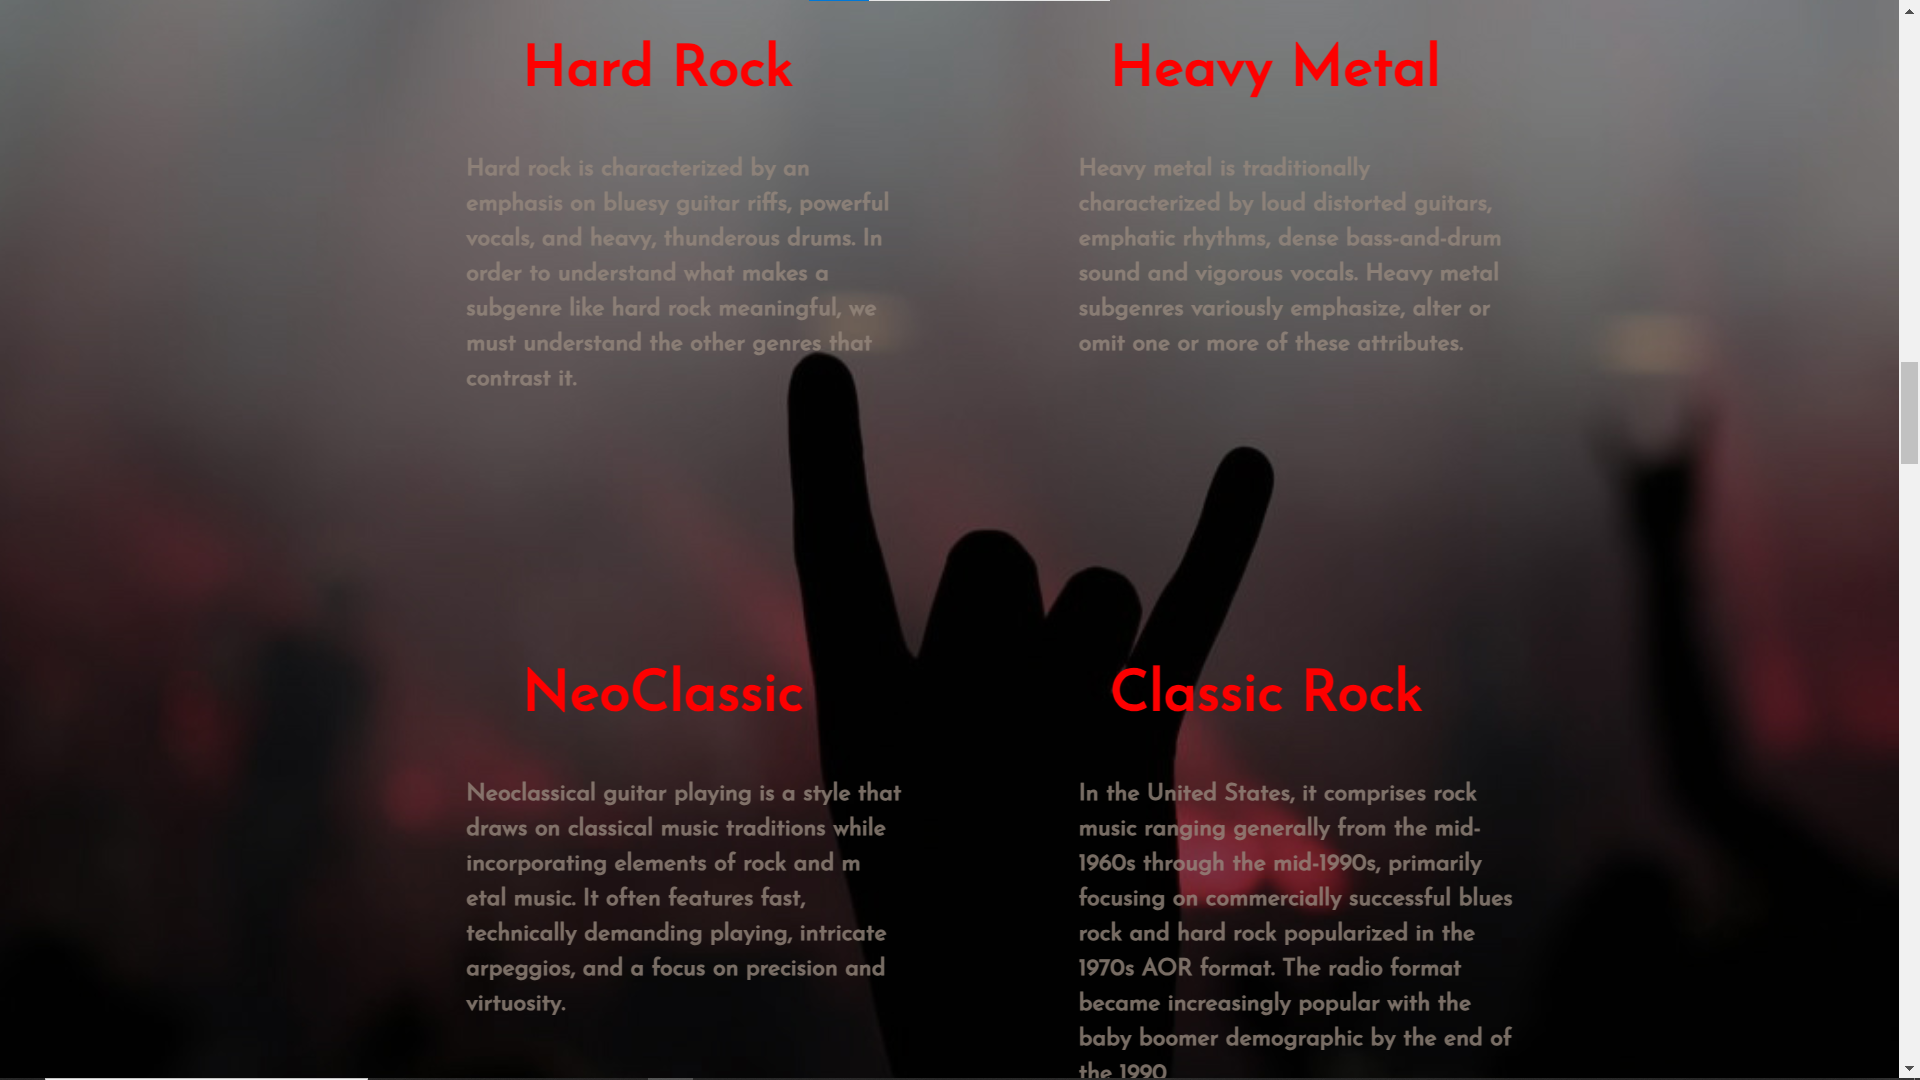 Hard Rock
Hard rock is characterized by an
emphasis on bluesy guitar riffs, powerful
vocals, and heavy, thunderous drums. In
order to understand what makes a
subgenre like hard rock meaningful, we
must understand the other genres that
contrast it.
Heavy Metal
Heavy metal is traditionally
characterized by loud distorted guitars,
emphatic rhythms, dense bass-and-drum
sound and vigorous vocals. Heavy metal
subgenres variously emphasize, alter or
omit one or more of these attributes.
NeoClassic
Neoclassical guitar playing is a style that
draws on classical music traditions while
incorporating elements of rock and m
etal music. It often features fast,
technically demanding playing, intricate
arpeggios, and a focus on precision and
virtuosity.
Classic Rock
In the United States, it comprises rock
music ranging generally from the mid-
1960s through the mid-1990s, primarily
focusing on commercially successful blues
rock and hard rock popularized in the
1970s AOR format. The radio format
became increasingly popular with the
baby boomer demographic by the end of
the 1990